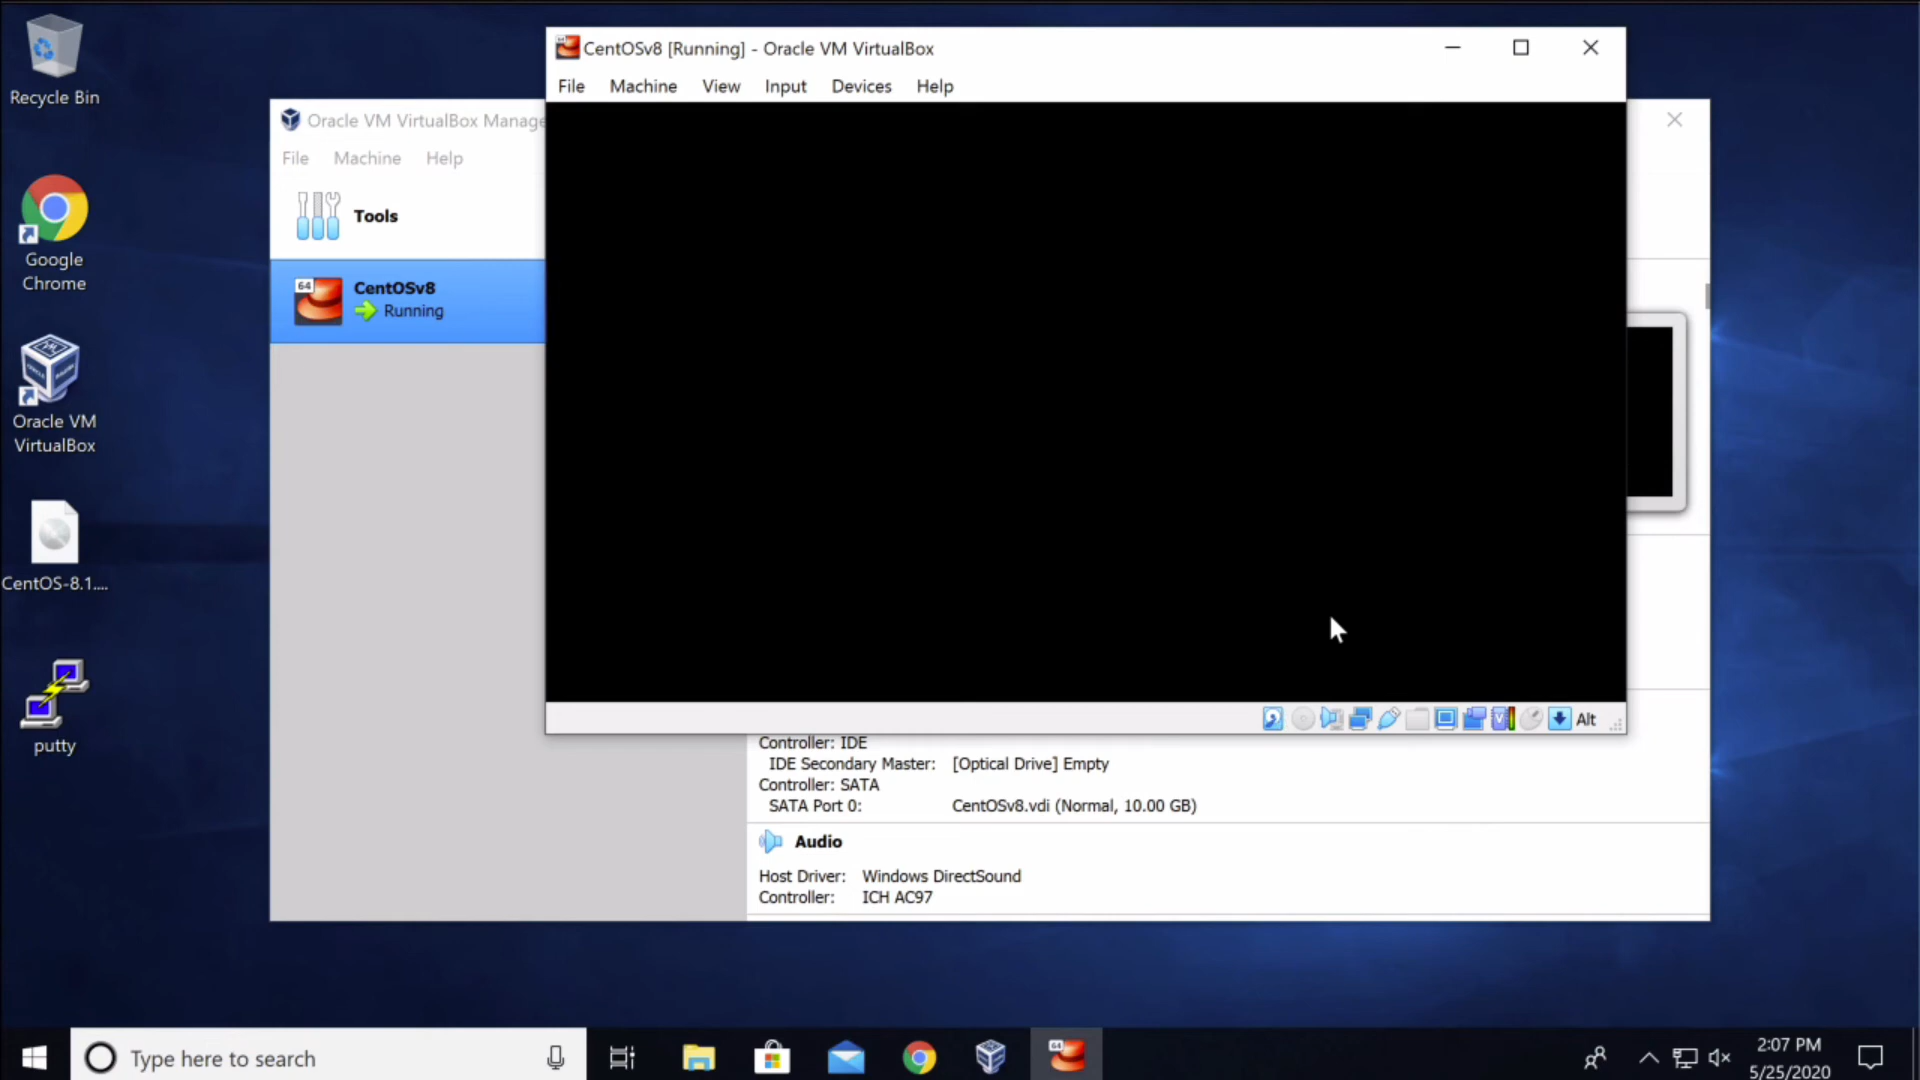 Recycle Bin
Google
Chrome
Oracle VM
VirtualBox
CentOS-8.1....
putty
Oracle VM VirtualBox Manage
File Machine Help
Tools
64
CentOSv8
Running
CentOSv8 [Running] - Oracle VM VirtualBox
File Machine View Input Devices Help
Alt
Controller: IDE
IDE Secondary Master: [Optical Drive] Empty
Controller: SATA
SATA Port 0: CentOSv8.vdi (Normal, 10.00 GB)
Audio
Host Driver: Windows DirectSound
Controller: ICH AC97
Type here to search
64
2:07 PM
5/25/2020